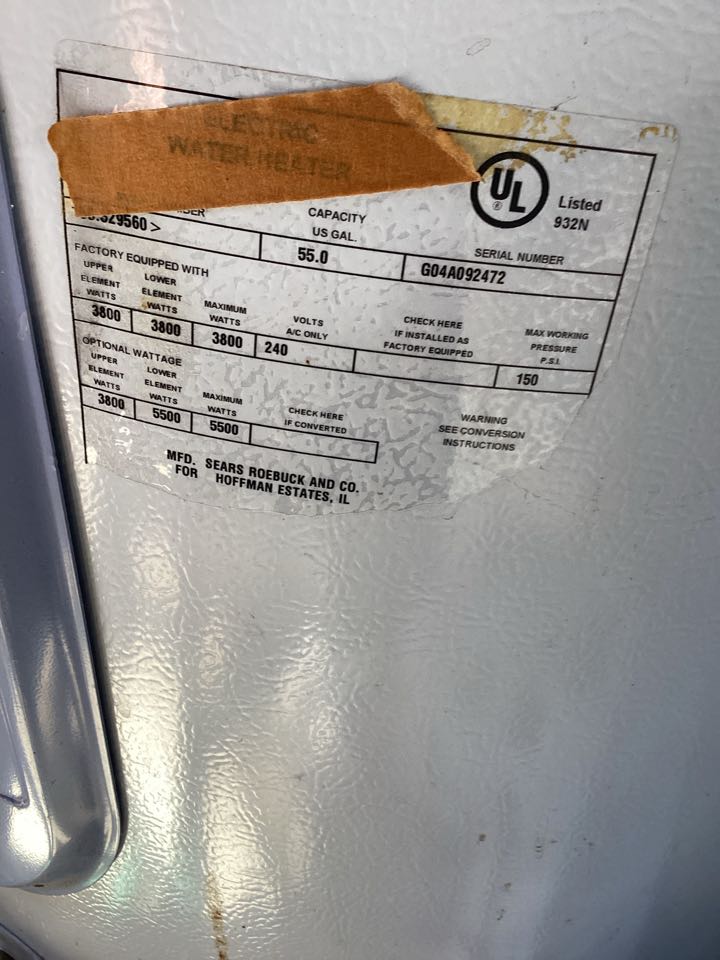 ELECTRIC
WATER HEATER
UL
®
Listed
932N
CAPACITY
US GAL.
SERIAL NUMBER
329560 >
55.0
G04A092472
FACTORY EQUIPPED WITH
UPPER ELEMENT WATTS
LOWER ELEMENT WATTS
MAXIMUM WATTS
VOLTS A/C ONLY
CHECK HERE IF INSTALLED AS FACTORY EQUIPPED
MAX WORKING PRESSURE P.S.I.
3800 3800 3800 240 150
OPTIONAL WATTAGE
UPPER ELEMENT WATTS
LOWER ELEMENT WATTS
MAXIMUM WATTS
CHECK HERE IF CONVERTED
WARNING
SEE CONVERSION
INSTRUCTIONS
3800 5500 5500
MFD. SEARS ROEBUCK AND CO.
FOR HOFFMAN ESTATES, IL